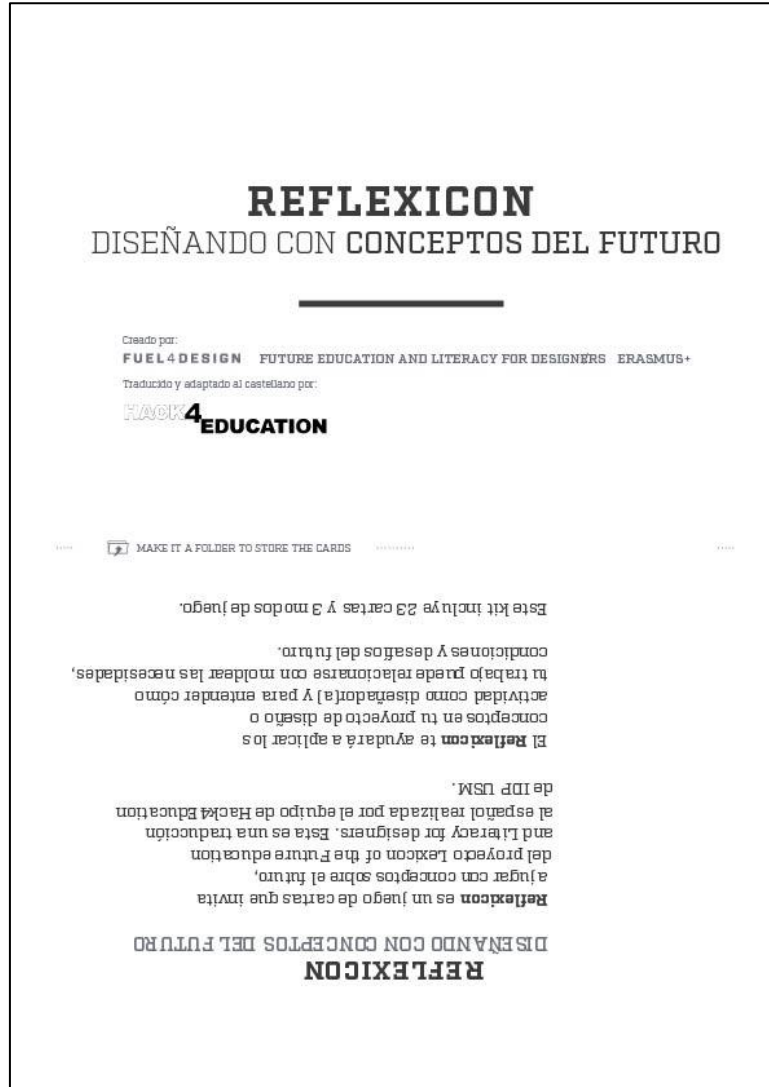 REFLEXICON
DISEÑANDO CON CONCEPTOS DEL FUTURO
Creado por:
FUEL4DESIGN FUTURE EDUCATION AND LITERACY FOR DESIGNERS ERASMUS+
Traducido y adaptado al castellano por:
HACK4
EDUCATION
MAKE IT A FOLDER TO STORE THE CARDS
REFLEXICON
DISEÑANDO CON CONCEPTOS DEL FUTURO
Reflexicon es un juego de cartas que invita
a jugar con conceptos sobre el futuro,
del proyecto Lexicon of the Future education
and Literacy for designers. Esta es una traducción
al español realizada por el equipo de Hack4Education
de IDP USM.
El Reflexicon te ayudará a aplicar los
conceptos en tu proyecto de diseño o
actividad como diseñador(a) y para entender cómo
tu trabajo puede relacionarse con moldear las necesidades,
condiciones y desafíos del futuro.
Este kit incluye 23 cartas y 3 modos de juego.